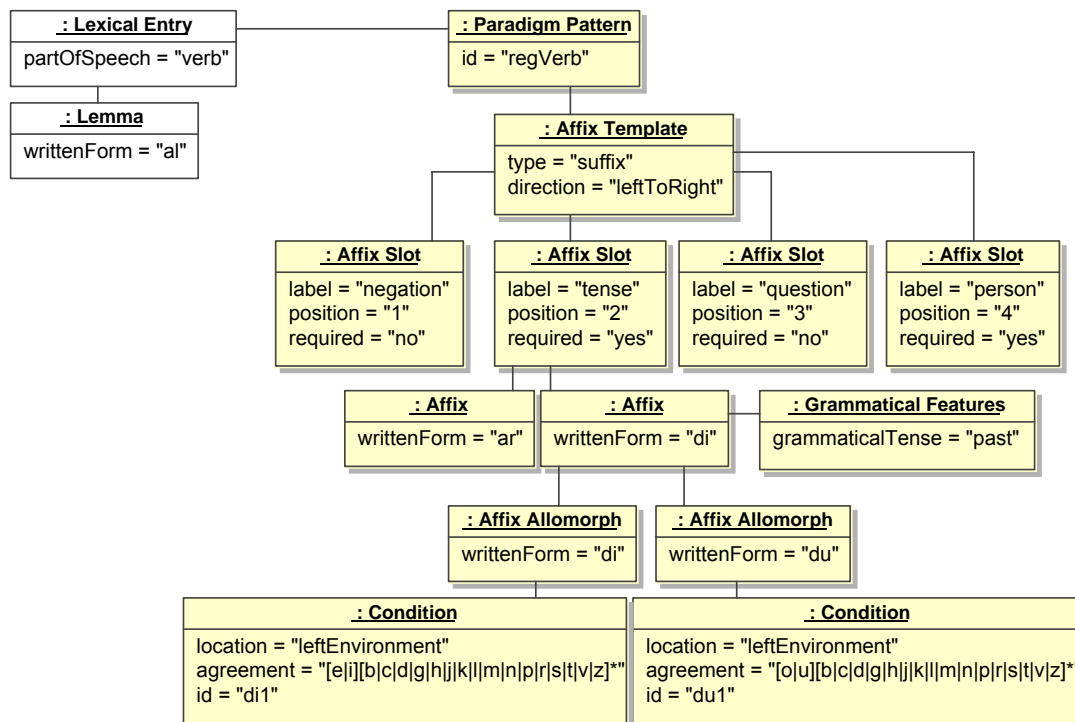 : Lexical Entry
partOfSpeech = "verb"
: Paradigm Pattern
id = "regVerb"
: Lemma
writtenForm = "al"
: Affix Template
type = "suffix"
direction = "leftToRight"
: Affix Slot
label = "negation"
position = "1"
required = "no"
: Affix Slot
label = "tense"
position = "2"
required = "yes"
: Affix Slot
label = "question"
position = "3"
required = "no"
: Affix Slot
label = "person"
position = "4"
required = "yes"
: Affix
writtenForm = "ar"
: Affix
writtenForm = "di"
: Grammatical Features
grammaticalTense = "past"
: Affix Allomorph
writtenForm = "di"
: Affix Allomorph
writtenForm = "du"
: Condition
location = "leftEnvironment"
agreement = "[e|i][b|c|d|g|h|j|k|l|m|n|p|r|s|t|v|z]*"
id = "di1"
: Condition
location = "leftEnvironment"
agreement = "[o|u][b|c|d|g|h|j|k|l|m|n|p|r|s|t|v|z]*"
id = "du1"